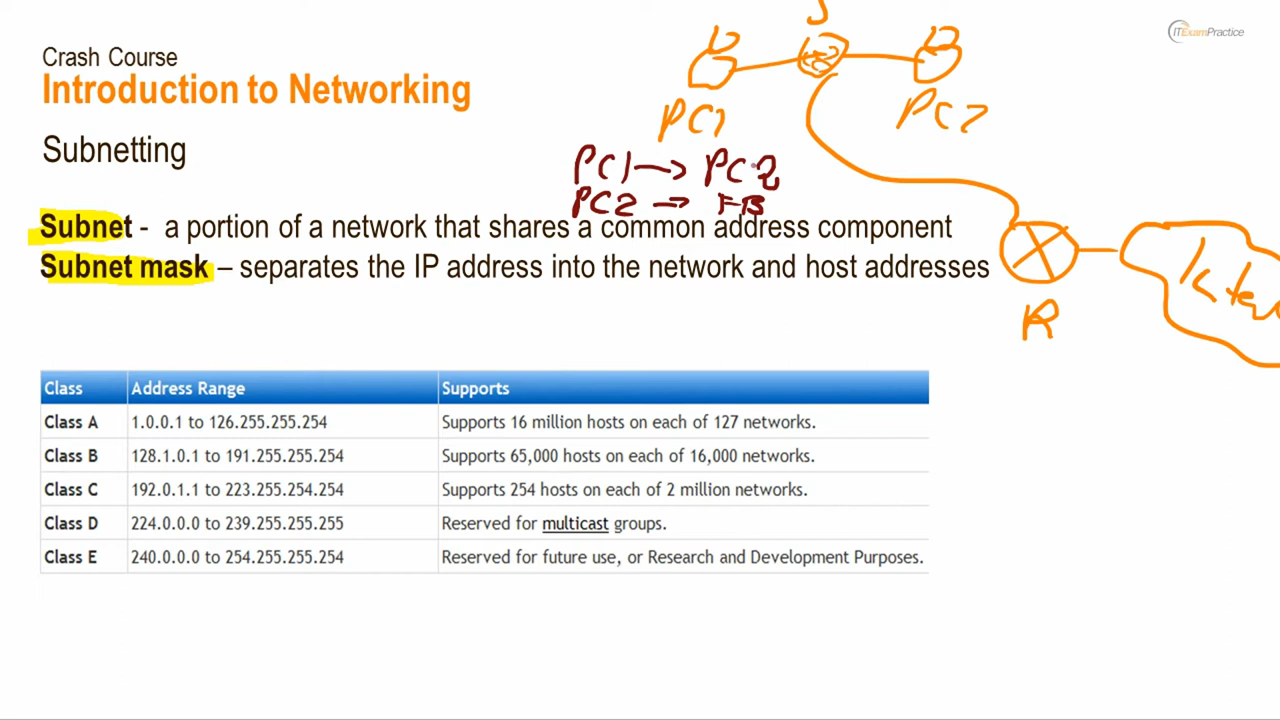 ITExamPractice
Crash Course
Introduction to Networking
Subnetting
S
PC1
PC2
PC1 → PC2
PC2 → FB
Subnet - a portion of a network that shares a common address component
Subnet mask – separates the IP address into the network and host addresses
R
Class Address Range Supports
Class A 1.0.0.1 to 126.255.255.254 Supports 16 million hosts on each of 127 networks.
Class B 128.1.0.1 to 191.255.255.254 Supports 65,000 hosts on each of 16,000 networks.
Class C 192.0.1.1 to 223.255.254.254 Supports 254 hosts on each of 2 million networks.
Class D 224.0.0.0 to 239.255.255.255 Reserved for multicast groups.
Class E 240.0.0.0 to 254.255.255.254 Reserved for future use, or Research and Development Purposes.